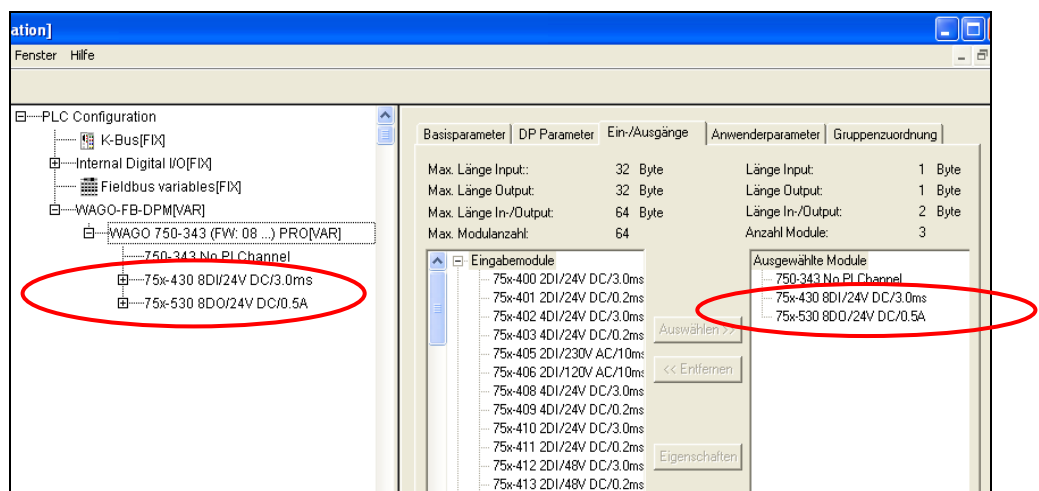 ation]
Fenster Hilfe
PLC Configuration
K-Bus[FIX]
Internal Digital I/O[FIX]
Fieldbus variables[FIX]
WAGO-FB-DPM[VAR]
WAGO 750-343 (FW: 08 ...) PRO[VAR]
750-343 No PI Channel
75x-430 8DI/24V DC/3.0ms
75x-530 8DO/24V DC/0.5A
Basisparameter DP Parameter Ein-/Ausgänge Anwenderparameter Gruppenzuordnung
Max. Länge Input:: 32 Byte
Max. Länge Output: 32 Byte
Max. Länge In-/Output: 64 Byte
Max. Modulanzahl: 64
Länge Input: 1 Byte
Länge Output: 1 Byte
Länge In-/Output: 2 Byte
Anzahl Module: 3
Eingabemodule
75x-400 2DI/24V DC/3.0ms
75x-401 2DI/24V DC/0.2ms
75x-402 4DI/24V DC/3.0ms
75x-403 4DI/24V DC/0.2ms
75x-405 2DI/230V AC/10ms
75x-406 2DI/120V AC/10ms
75x-408 4DI/24V DC/3.0ms
75x-409 4DI/24V DC/0.2ms
75x-410 2DI/24V DC/3.0ms
75x-411 2DI/24V DC/0.2ms
75x-412 2DI/48V DC/3.0ms
75x-413 2DI/48V DC/0.2ms
Auswählen >>
<< Entfernen
Eigenschaften
Ausgewählte Module
750-343 No PI Channel
75x-430 8DI/24V DC/3.0ms
75x-530 8DO/24V DC/0.5A